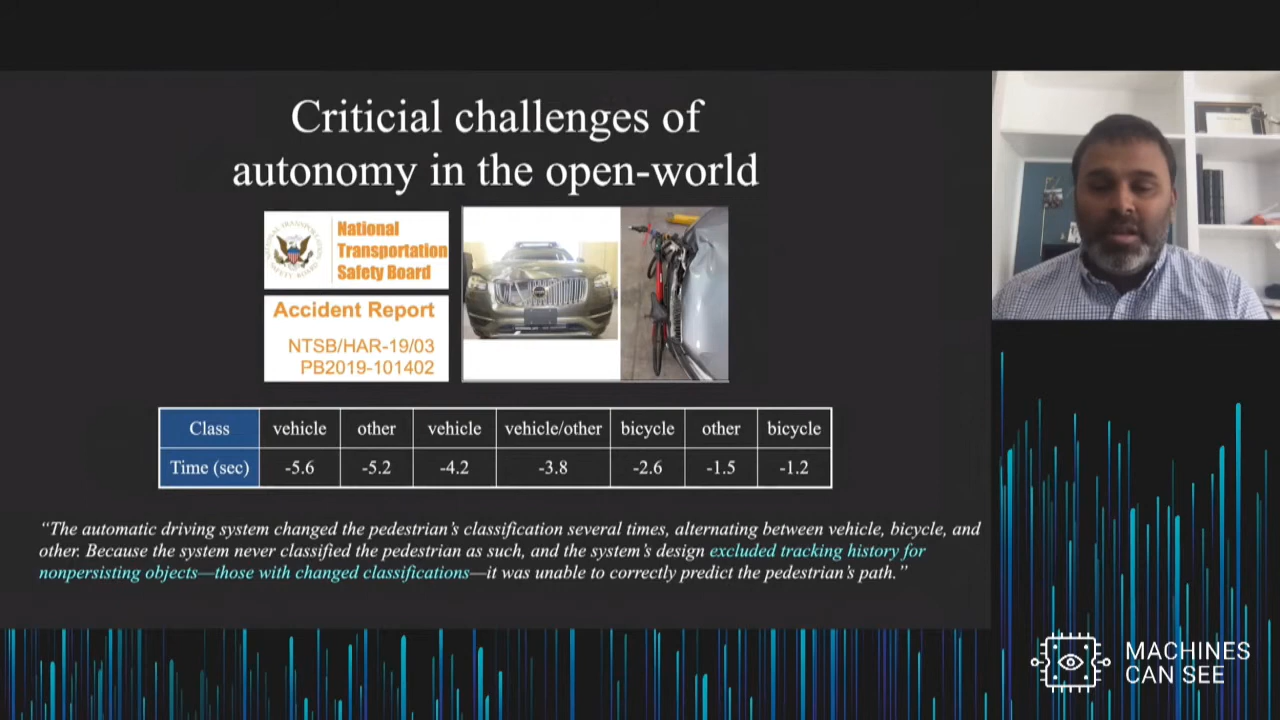 Criticial challenges of
autonomy in the open-world
National
Transportation
Safety Board
Accident Report
NTSB/HAR-19/03
PB2019-101402
Class vehicle other vehicle vehicle/other bicycle other bicycle
Time (sec) -5.6 -5.2 -4.2 -3.8 -2.6 -1.5 -1.2
“The automatic driving system changed the pedestrian’s classification several times, alternating between vehicle, bicycle, and
other. Because the system never classified the pedestrian as such, and the system’s design excluded tracking history for
nonpersisting objects—those with changed classifications—it was unable to correctly predict the pedestrian’s path.”
MACHINES
CAN SEE